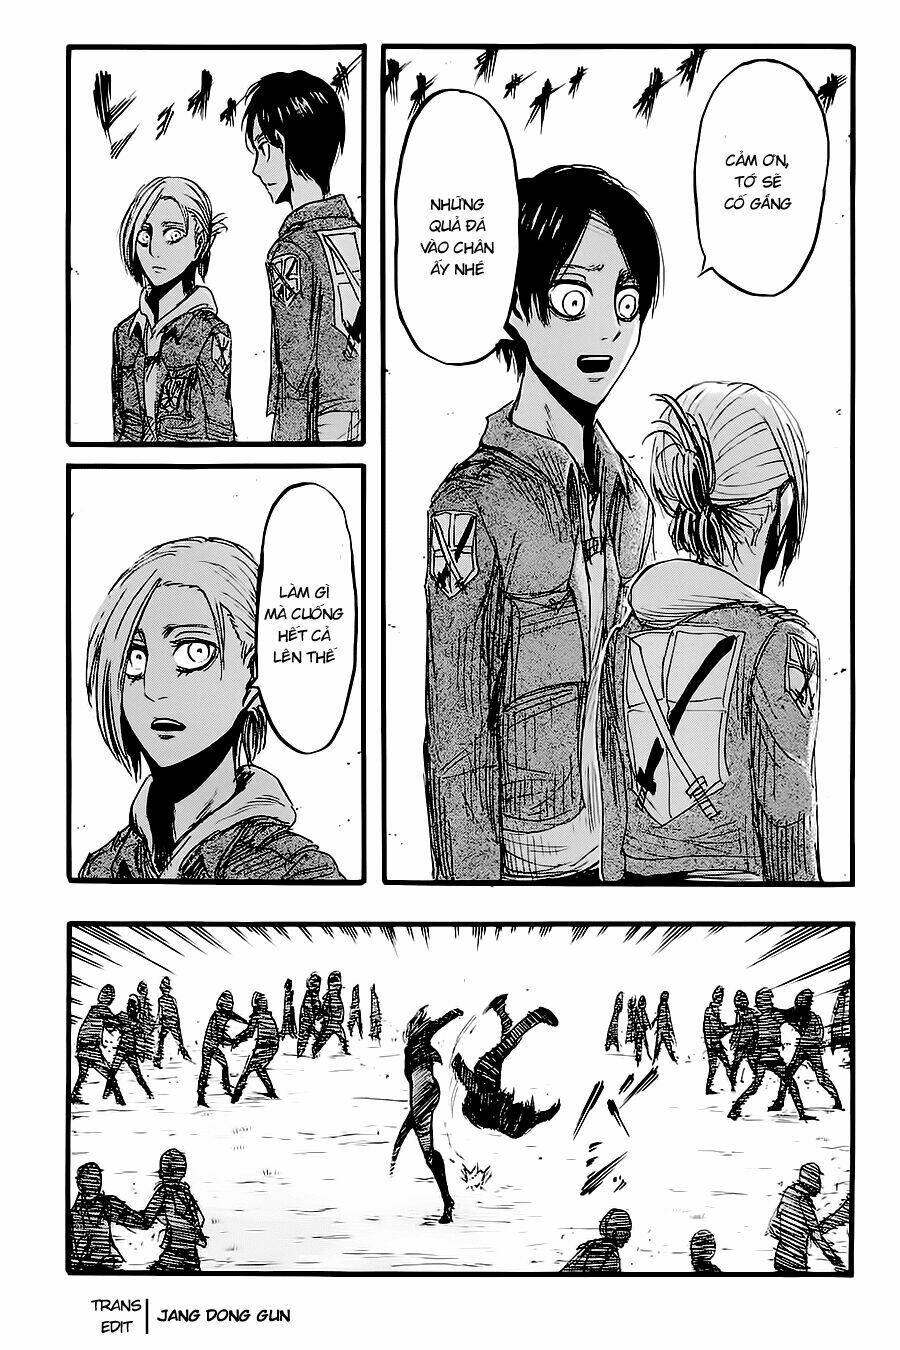 CẢM ƠN,
TỚ SẼ
CỐ GẮNG
NHỮNG
QUẢ ĐÁ
VÀO CHÂN
ẤY NHÉ
LÀM GÌ
MÀ CUỐNG
HẾT CẢ
LÊN THẾ
TRANS
EDIT
JANG DONG GUN